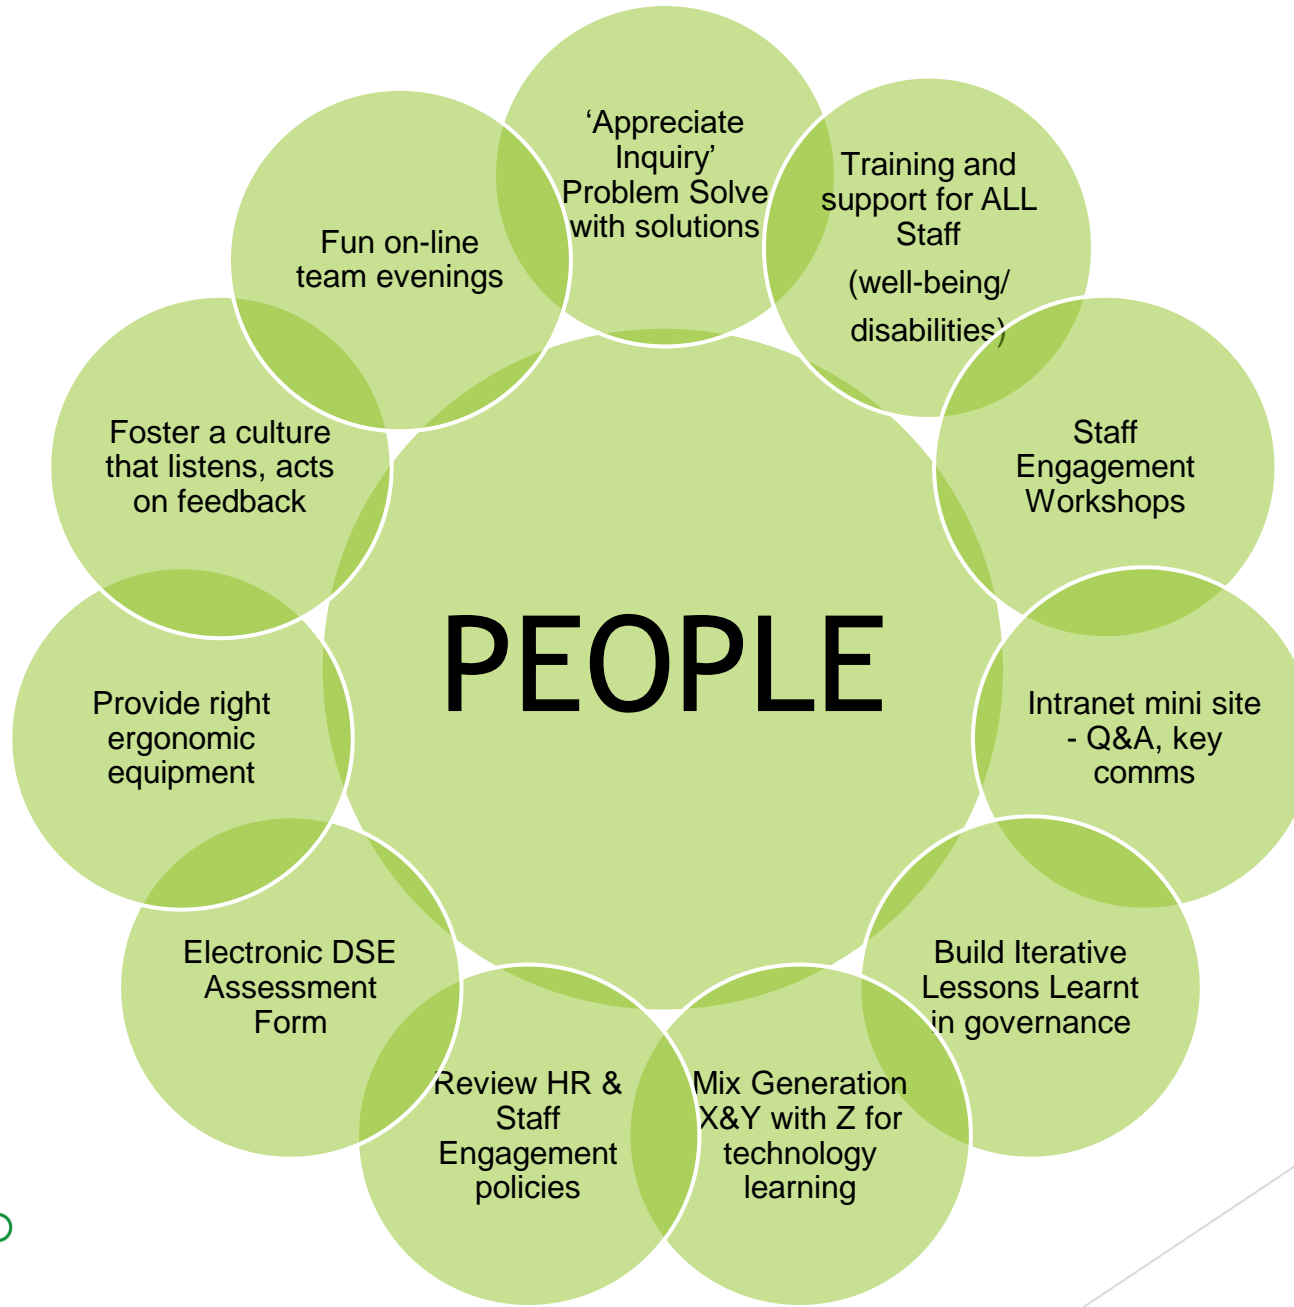 ‘Appreciate
Inquiry’
Problem Solve
with solutions
Training and
support for ALL
Staff
(well-being/
disabilities)
Staff
Engagement
Workshops
Intranet mini site
- Q&A, key
comms
Build Iterative
Lessons Learnt
in governance
Mix Generation
X&Y with Z for
technology
learning
Review HR &
Staff
Engagement
policies
Electronic DSE
Assessment
Form
Provide right
ergonomic
equipment
Foster a culture
that listens, acts
on feedback
Fun on-line
team evenings
PEOPLE